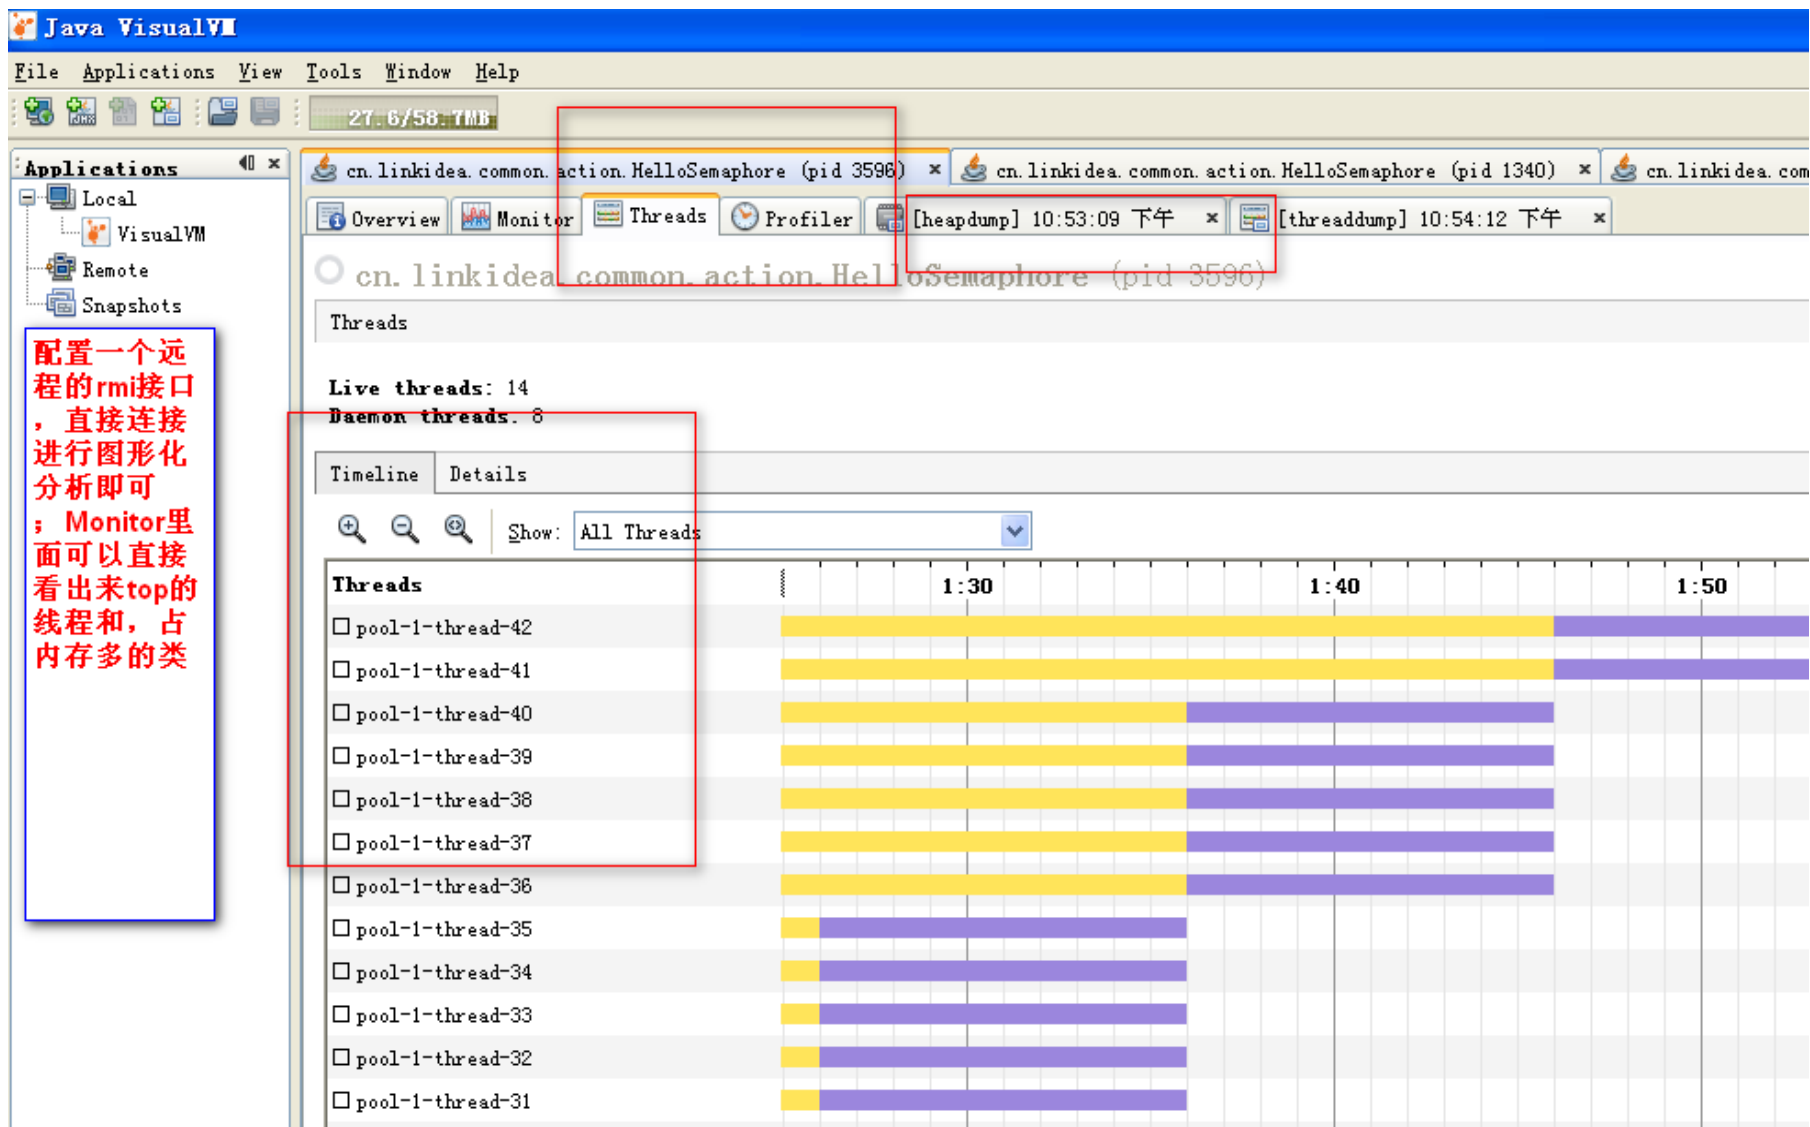 Java VisualVM
File Applications View Tools Window Help
27.6/58.7MB
Applications
cn.linkidea.common.action.HelloSemaphore (pid 3596)
cn.linkidea.common.action.HelloSemaphore (pid 1340)
cn.linkidea.com
Local
VisualVM
Remote
Snapshots
Overview
Monitor
Threads
Profiler
[heapdump] 10:53:09 下午
[threaddump] 10:54:12 下午
cn.linkidea.common.action.HelloSemaphore (pid 3596)
Threads
配置一个远
程的rmi接口
，直接连接
进行图形化
分析即可
；Monitor里
面可以直接
看出来top的
线程和，占
内存多的类
Live threads: 14
Daemon threads: 8
Timeline Details
Show: All Threads
Threads
1:30 1:40 1:50
pool-1-thread-42
pool-1-thread-41
pool-1-thread-40
pool-1-thread-39
pool-1-thread-38
pool-1-thread-37
pool-1-thread-36
pool-1-thread-35
pool-1-thread-34
pool-1-thread-33
pool-1-thread-32
pool-1-thread-31